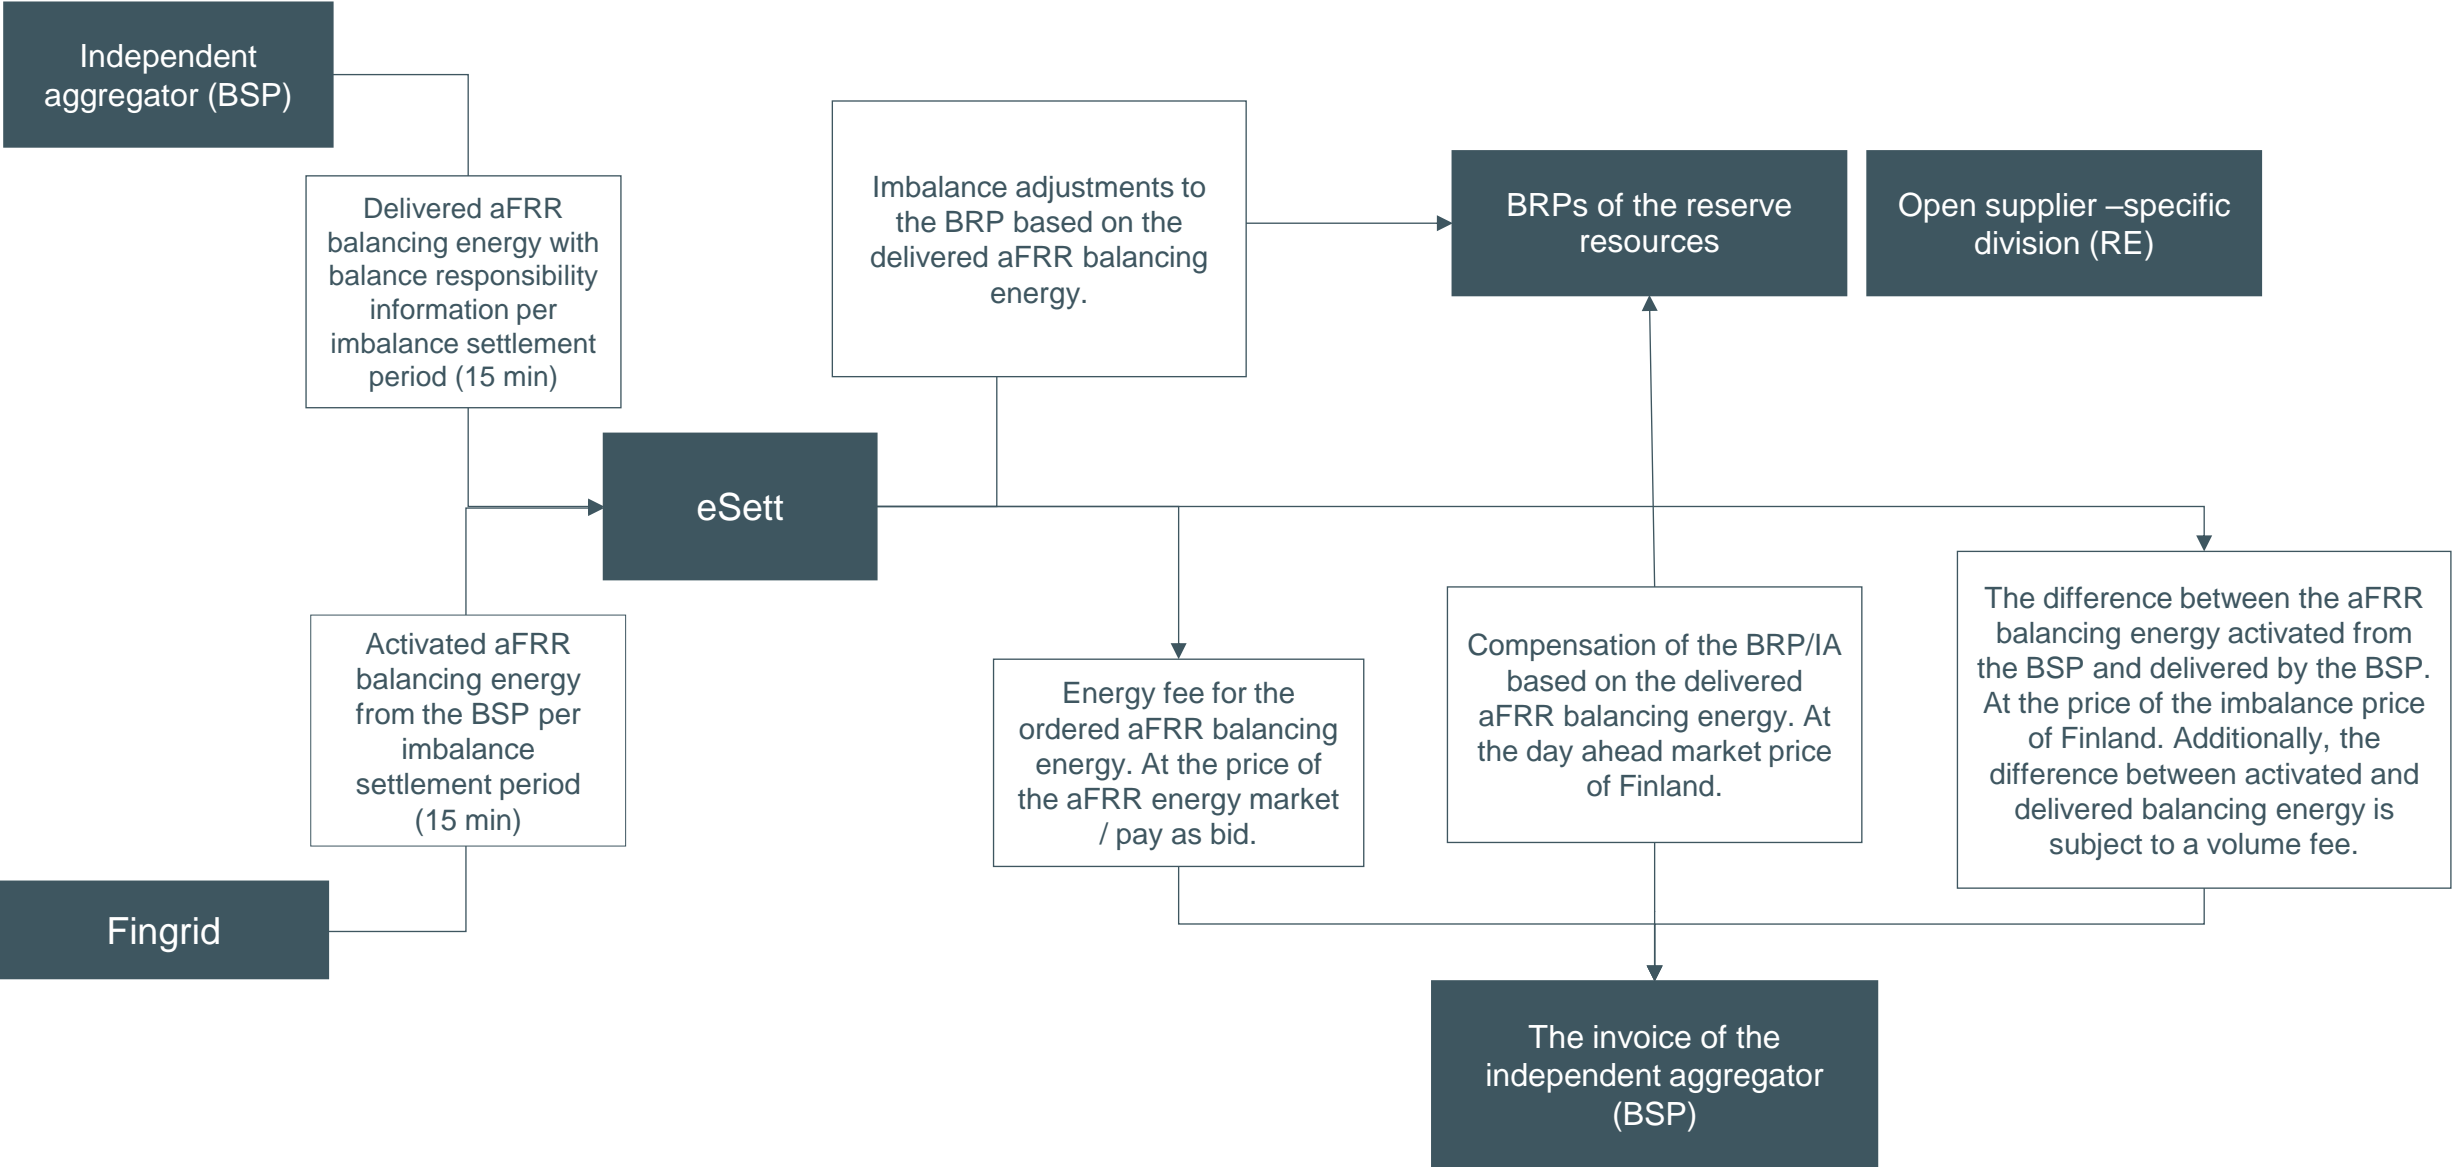 Independent
aggregator (BSP)
Delivered aFRR
balancing energy with
balance responsibility
information per
imbalance settlement
period (15 min)
Imbalance adjustments to
the BRP based on the
delivered aFRR balancing
energy.
BRPs of the reserve
resources
Open supplier –specific
division (RE)
eSett
Activated aFRR
balancing energy
from the BSP per
imbalance
settlement period
(15 min)
Fingrid
Energy fee for the
ordered aFRR balancing
energy. At the price of
the aFRR energy market
/ pay as bid.
Compensation of the BRP/IA
based on the delivered
aFRR balancing energy. At
the day ahead market price
of Finland.
The difference between the aFRR
balancing energy activated from
the BSP and delivered by the BSP.
At the price of the imbalance price
of Finland. Additionally, the
difference between activated and
delivered balancing energy is
subject to a volume fee.
The invoice of the
independent aggregator
(BSP)